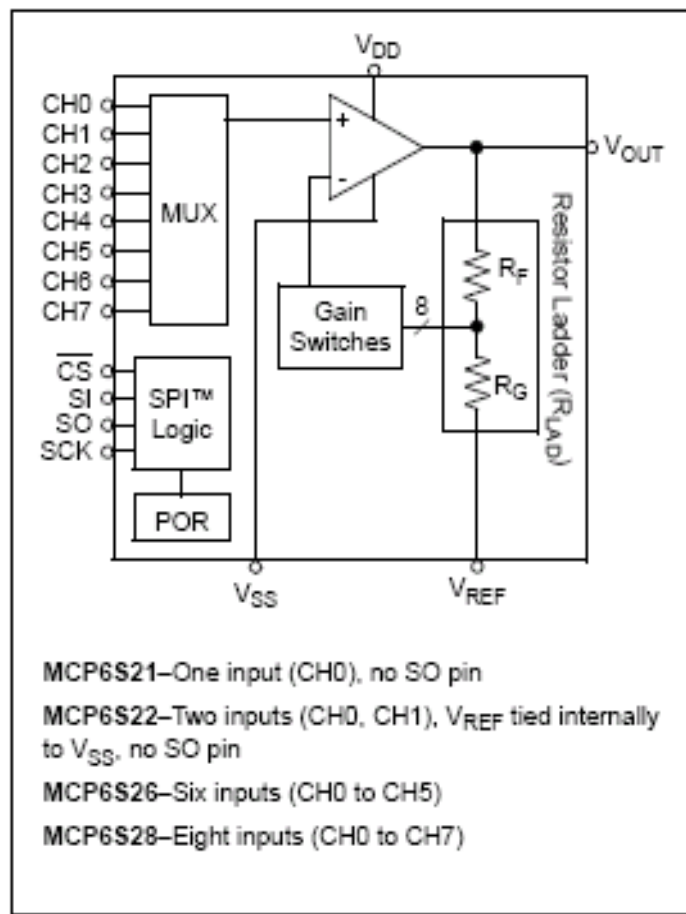 VDD
CH0
CH1
CH2
CH3
CH4
CH5
CH6
CH7
MUX
+
-
VOUT
Resistor Ladder (RLAD)
RF
8
Gain
Switches
RG
CS
SI
SO
SCK
SPI™
Logic
POR
VSS
VREF
MCP6S21–One input (CH0), no SO pin
MCP6S22–Two inputs (CH0, CH1), VREF tied internally
to VSS, no SO pin
MCP6S26–Six inputs (CH0 to CH5)
MCP6S28–Eight inputs (CH0 to CH7)